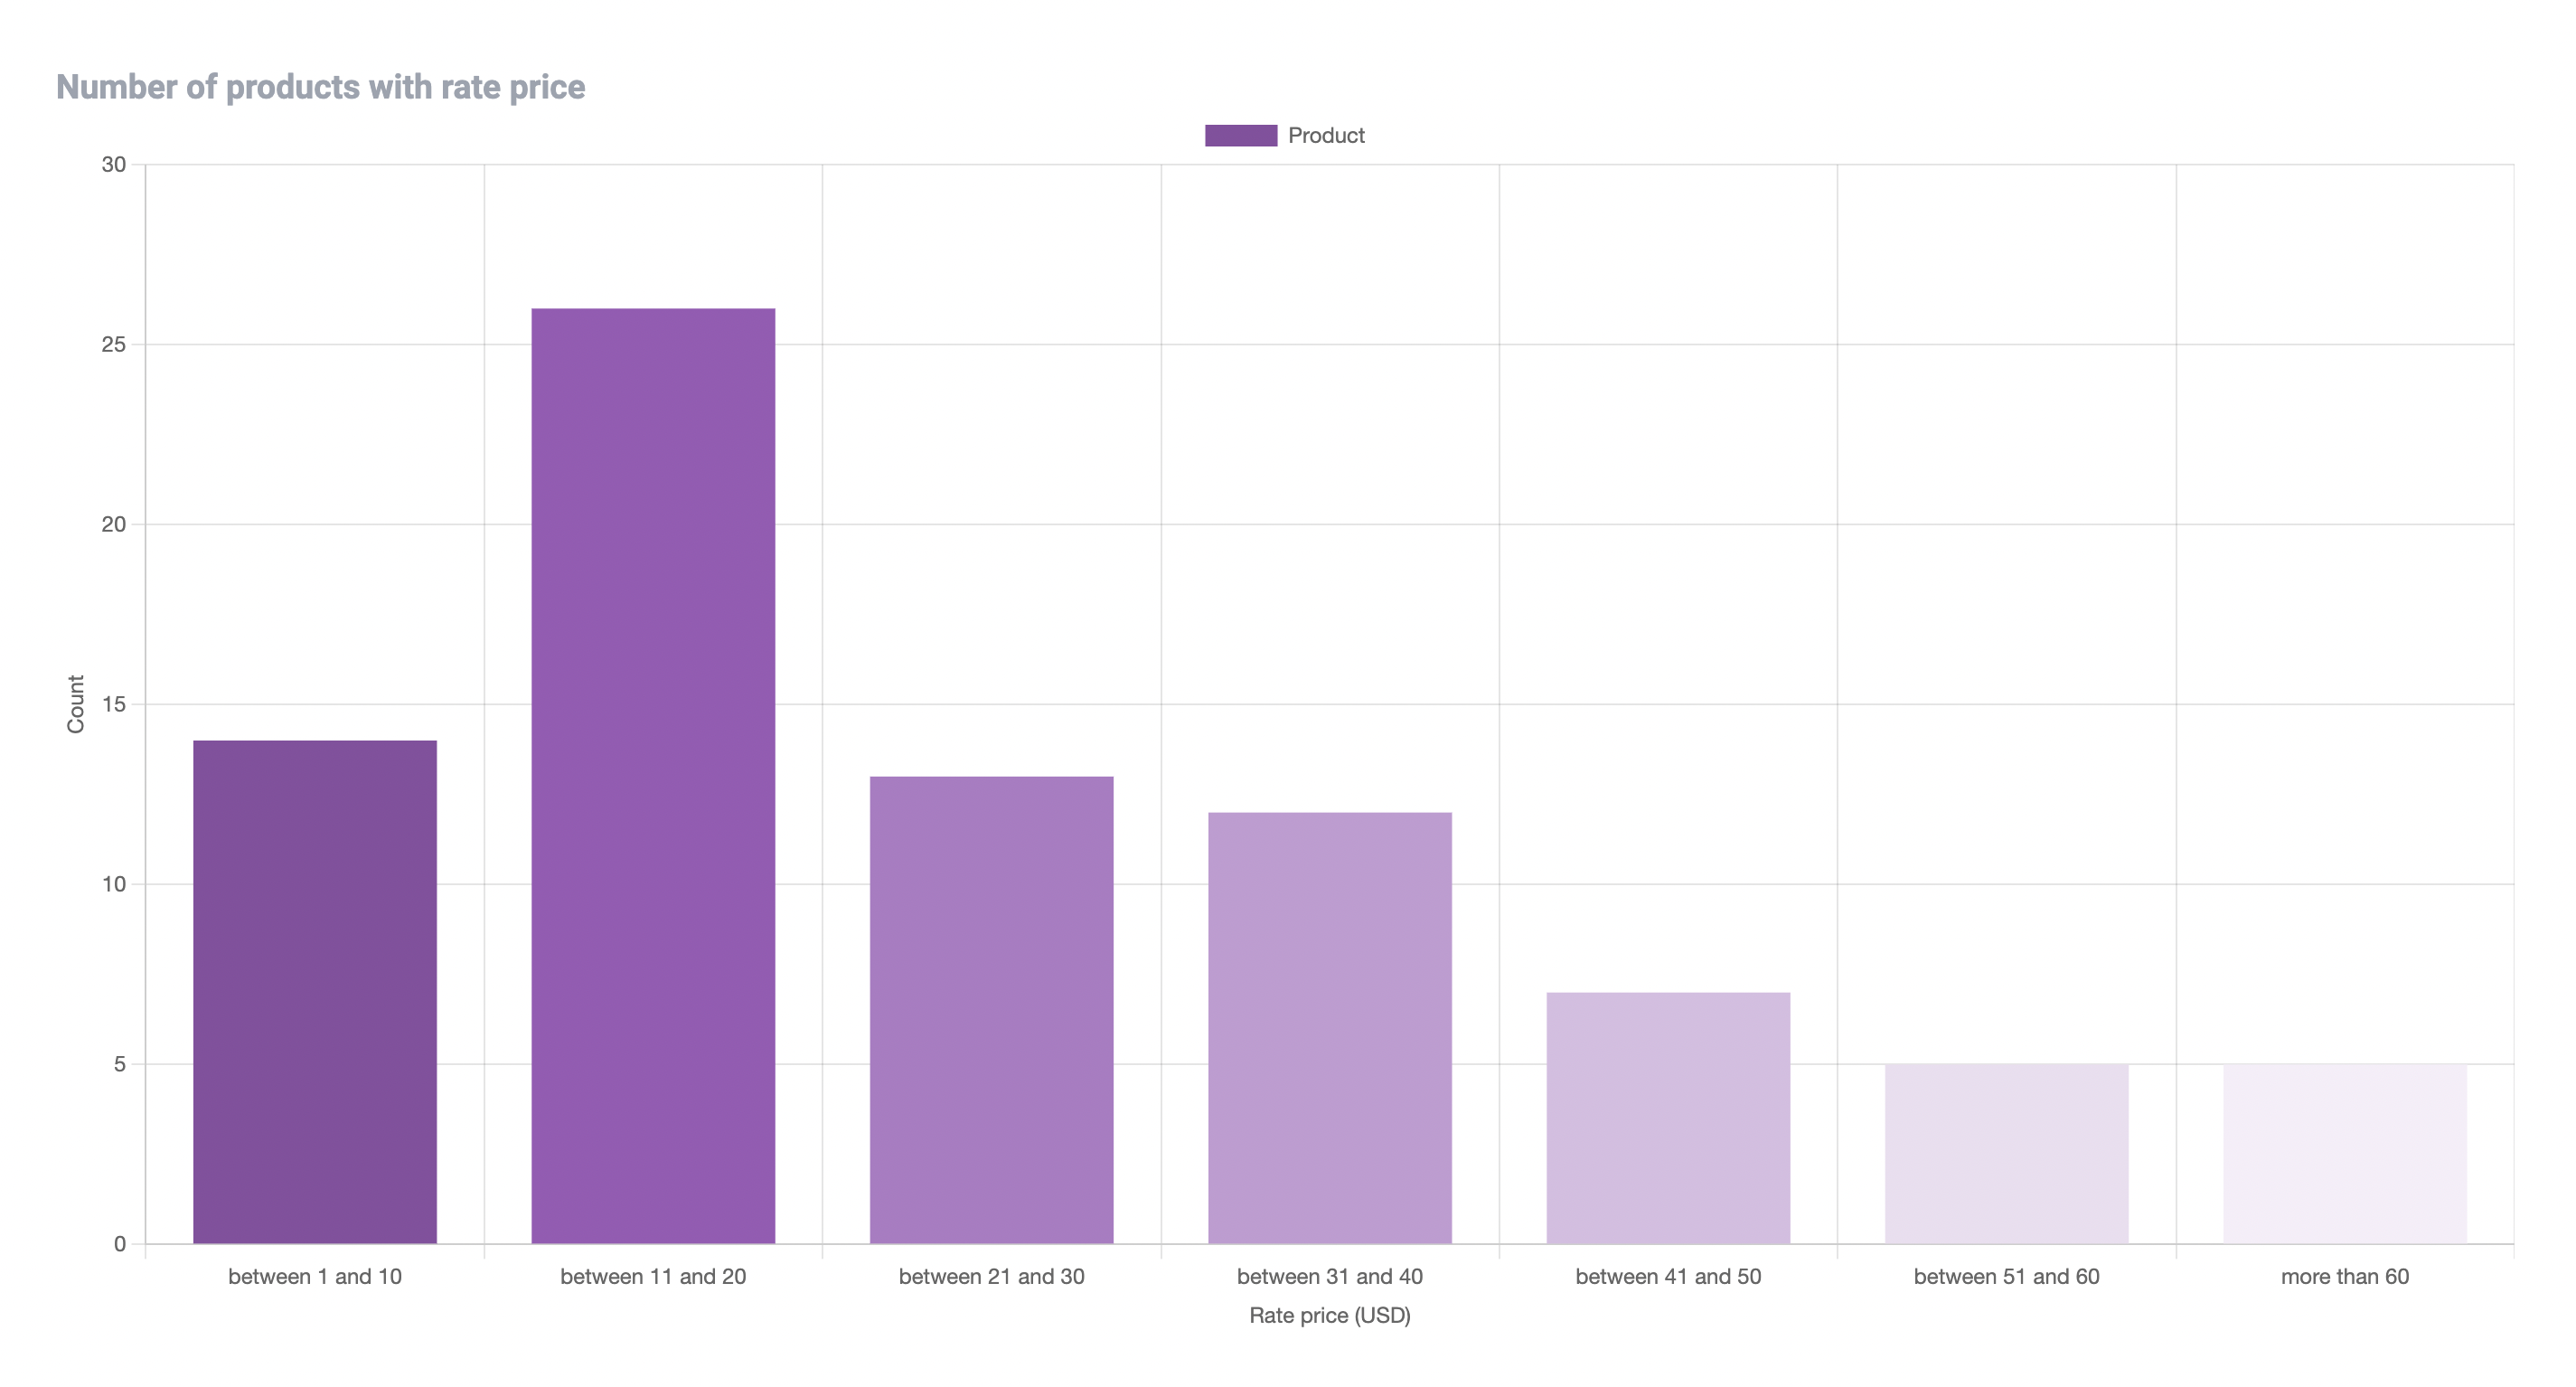 Number of products with rate price
Product
30
25
20
15
10
5
0
Count
between 1 and 10
between 11 and 20
between 21 and 30
between 31 and 40
between 41 and 50
between 51 and 60
more than 60
Rate price (USD)